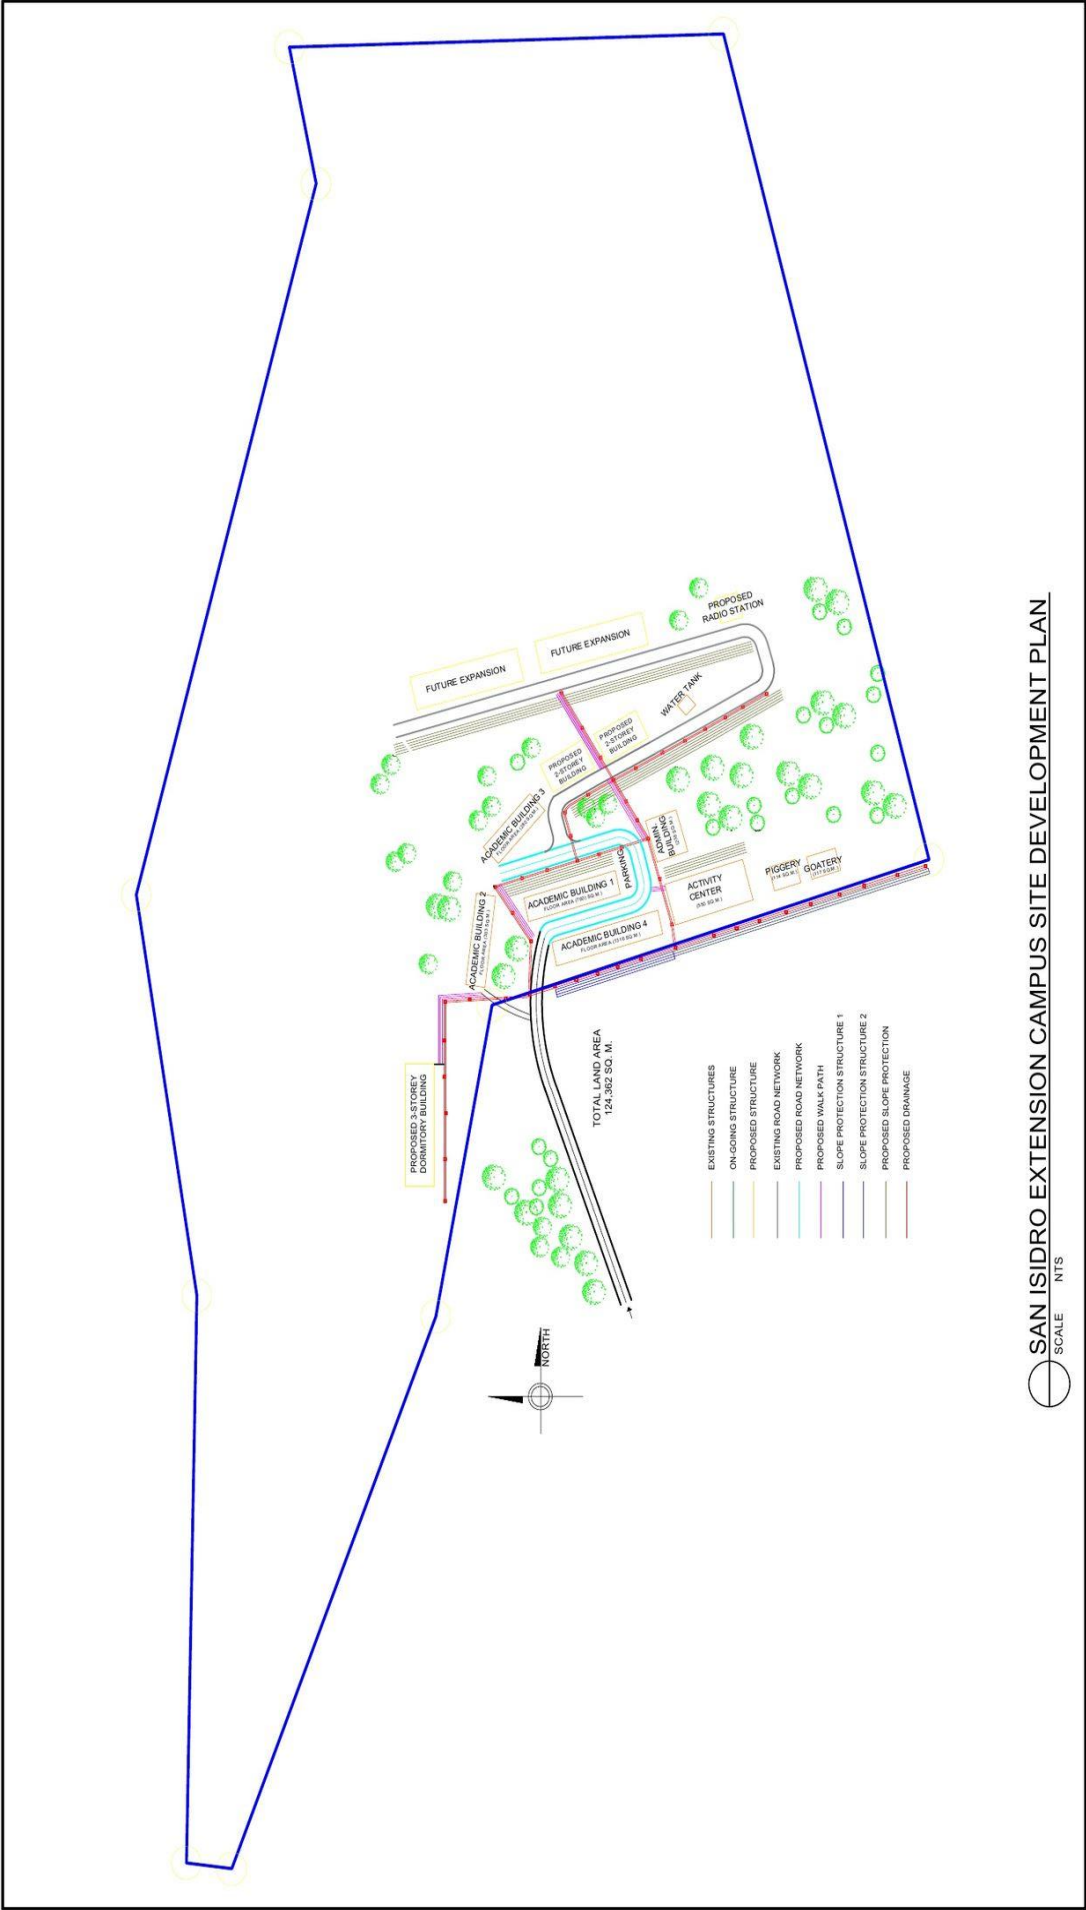 FUTURE EXPANSION
FUTURE EXPANSION
PROPOSED
RADIO STATION
WATER TANK
PROPOSED
2-STOREY
BUILDING
PROPOSED
2-STOREY
BUILDING
ACADEMIC BUILDING 3
ACADEMIC BUILDING 2
ACADEMIC BUILDING 1
PARKING
ADMIN.
BUILDING
ACADEMIC BUILDING 4
ACTIVITY
CENTER
PIGGERY
GOATERY
PROPOSED 3-STOREY
DORMITORY BUILDING
TOTAL LAND AREA
124,362 SQ. M.
EXISTING STRUCTURES
ON-GOING STRUCTURE
PROPOSED STRUCTURE
EXISTING ROAD NETWORK
PROPOSED ROAD NETWORK
PROPOSED WALK PATH
SLOPE PROTECTION STRUCTURE 1
SLOPE PROTECTION STRUCTURE 2
PROPOSED SLOPE PROTECTION
PROPOSED DRAINAGE
NORTH
SAN ISIDRO EXTENSION CAMPUS SITE DEVELOPMENT PLAN
SCALE NTS